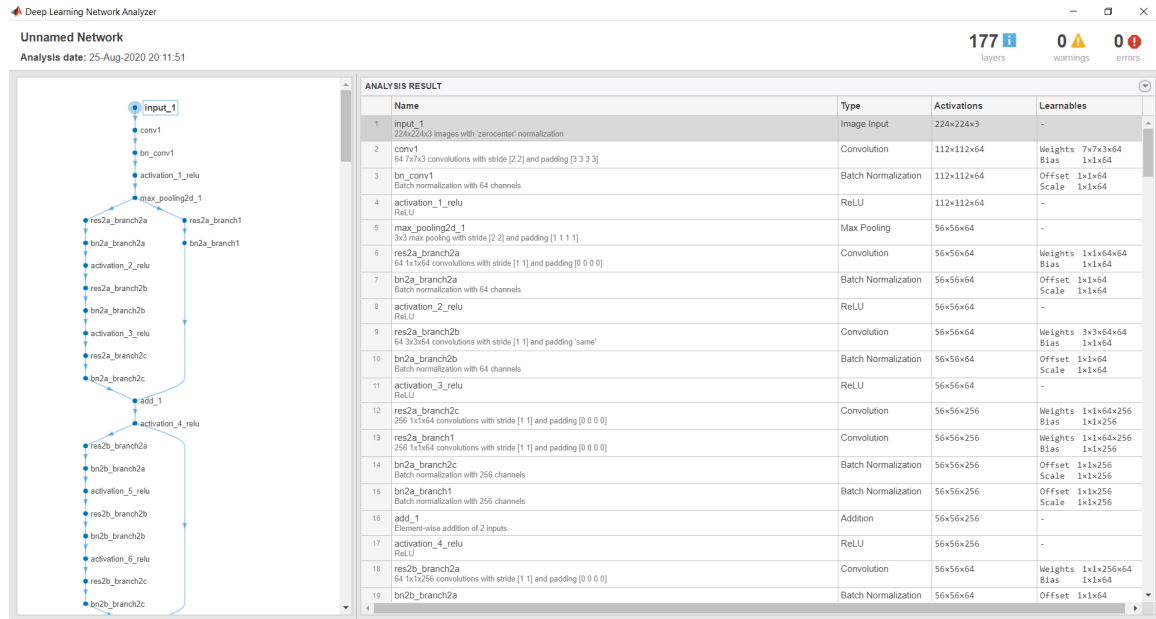 Deep Learning Network Analyzer
Unnamed Network
Analysis date: 25-Aug-2020 20:11:51
177 i
layers
0
warnings
0
errors
input_1
conv1
bn_conv1
activation_1_relu
max_pooling2d_1
res2a_branch2a
res2a_branch1
bn2a_branch2a
bn2a_branch1
activation_2_relu
res2a_branch2b
bn2a_branch2b
activation_3_relu
res2a_branch2c
bn2a_branch2c
add_1
activation_4_relu
res2b_branch2a
bn2b_branch2a
activation_5_relu
res2b_branch2b
bn2b_branch2b
activation_6_relu
res2b_branch2c
bn2b_branch2c
ANALYSIS RESULT
Name Type Activations Learnables
1 input_1 Image Input 224×224×3 -
224x224x3 images with 'zerocenter' normalization
2 conv1 Convolution 112×112×64 Weights 7×7×3×64
64 7x7x3 convolutions with stride [2 2] and padding [3 3 3 3] Bias 1×1×64
3 bn_conv1 Batch Normalization 112×112×64 Offset 1×1×64
Batch normalization with 64 channels Scale 1×1×64
4 activation_1_relu ReLU 112×112×64 -
ReLU
5 max_pooling2d_1 Max Pooling 56×56×64 -
3x3 max pooling with stride [2 2] and padding [1 1 1 1]
6 res2a_branch2a Convolution 56×56×64 Weights 1×1×64×64
64 1x1x64 convolutions with stride [1 1] and padding [0 0 0 0] Bias 1×1×64
7 bn2a_branch2a Batch Normalization 56×56×64 Offset 1×1×64
Batch normalization with 64 channels Scale 1×1×64
8 activation_2_relu ReLU 56×56×64 -
ReLU
9 res2a_branch2b Convolution 56×56×64 Weights 3×3×64×64
64 3x3x64 convolutions with stride [1 1] and padding 'same' Bias 1×1×64
10 bn2a_branch2b Batch Normalization 56×56×64 Offset 1×1×64
Batch normalization with 64 channels Scale 1×1×64
11 activation_3_relu ReLU 56×56×64 -
ReLU
12 res2a_branch2c Convolution 56×56×256 Weights 1×1×64×256
256 1x1x64 convolutions with stride [1 1] and padding [0 0 0 0] Bias 1×1×256
13 res2a_branch1 Convolution 56×56×256 Weights 1×1×64×256
256 1x1x64 convolutions with stride [1 1] and padding [0 0 0 0] Bias 1×1×256
14 bn2a_branch2c Batch Normalization 56×56×256 Offset 1×1×256
Batch normalization with 256 channels Scale 1×1×256
15 bn2a_branch1 Batch Normalization 56×56×256 Offset 1×1×256
Batch normalization with 256 channels Scale 1×1×256
16 add_1 Addition 56×56×256 -
Element-wise addition of 2 inputs
17 activation_4_relu ReLU 56×56×256 -
ReLU
18 res2b_branch2a Convolution 56×56×64 Weights 1×1×256×64
64 1x1x256 convolutions with stride [1 1] and padding [0 0 0 0] Bias 1×1×64
19 bn2b_branch2a Batch Normalization 56×56×64 Offset 1×1×64